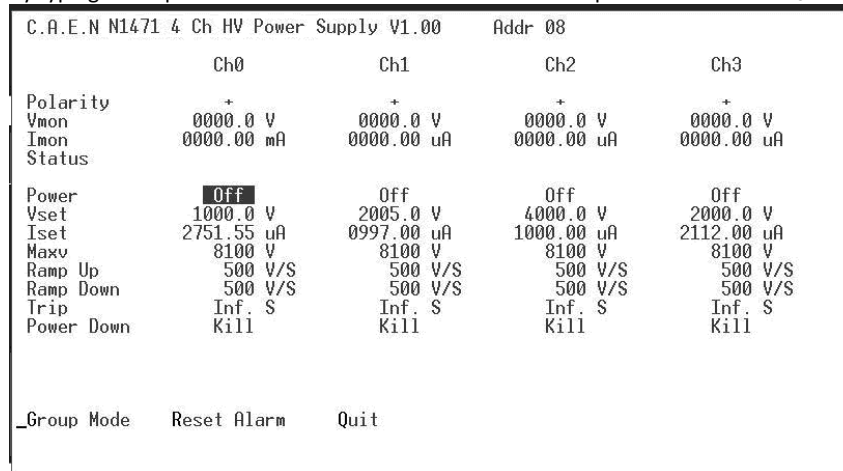 C.A.E.N N1471 4 Ch HV Power Supply V1.00 Addr 08
Ch0 Ch1 Ch2 Ch3
Polarity + + + +
Vmon 0000.0 V 0000.0 V 0000.0 V 0000.0 V
Imon 0000.00 mA 0000.00 uA 0000.00 uA 0000.00 uA
Status
Power Off Off Off Off
Vset 1000.0 V 2005.0 V 4000.0 V 2000.0 V
Iset 2751.55 uA 0997.00 uA 1000.00 uA 2112.00 uA
Maxv 8100 V 8100 V 8100 V 8100 V
Ramp Up 500 V/S 500 V/S 500 V/S 500 V/S
Ramp Down 500 V/S 500 V/S 500 V/S 500 V/S
Trip Inf. S Inf. S Inf. S Inf. S
Power Down Kill Kill Kill Kill
_Group Mode Reset Alarm Quit